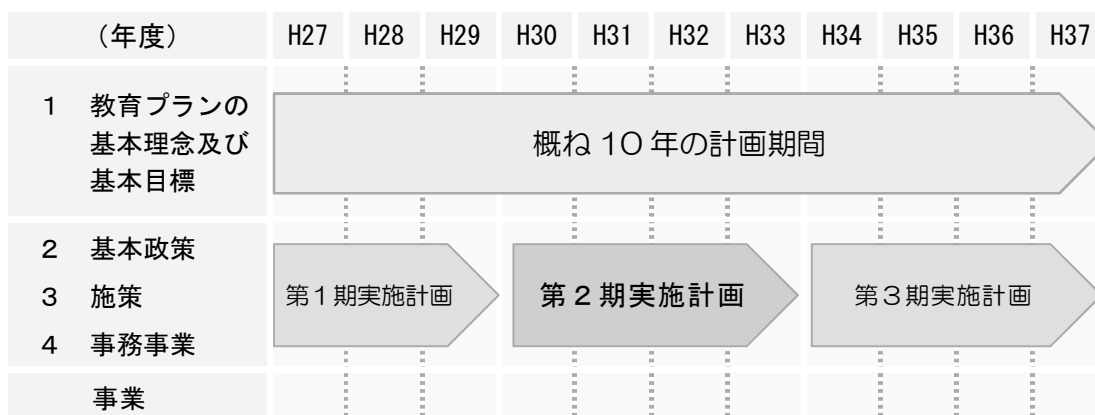 （年度） H27 H28 H29 H30 H31 H32 H33 H34 H35 H36 H37
１ 教育プランの
基本理念及び
基本目標
概ね 10 年の計画期間
２ 基本政策
３ 施策
４ 事務事業
第１期実施計画 第２期実施計画 第３期実施計画
事業